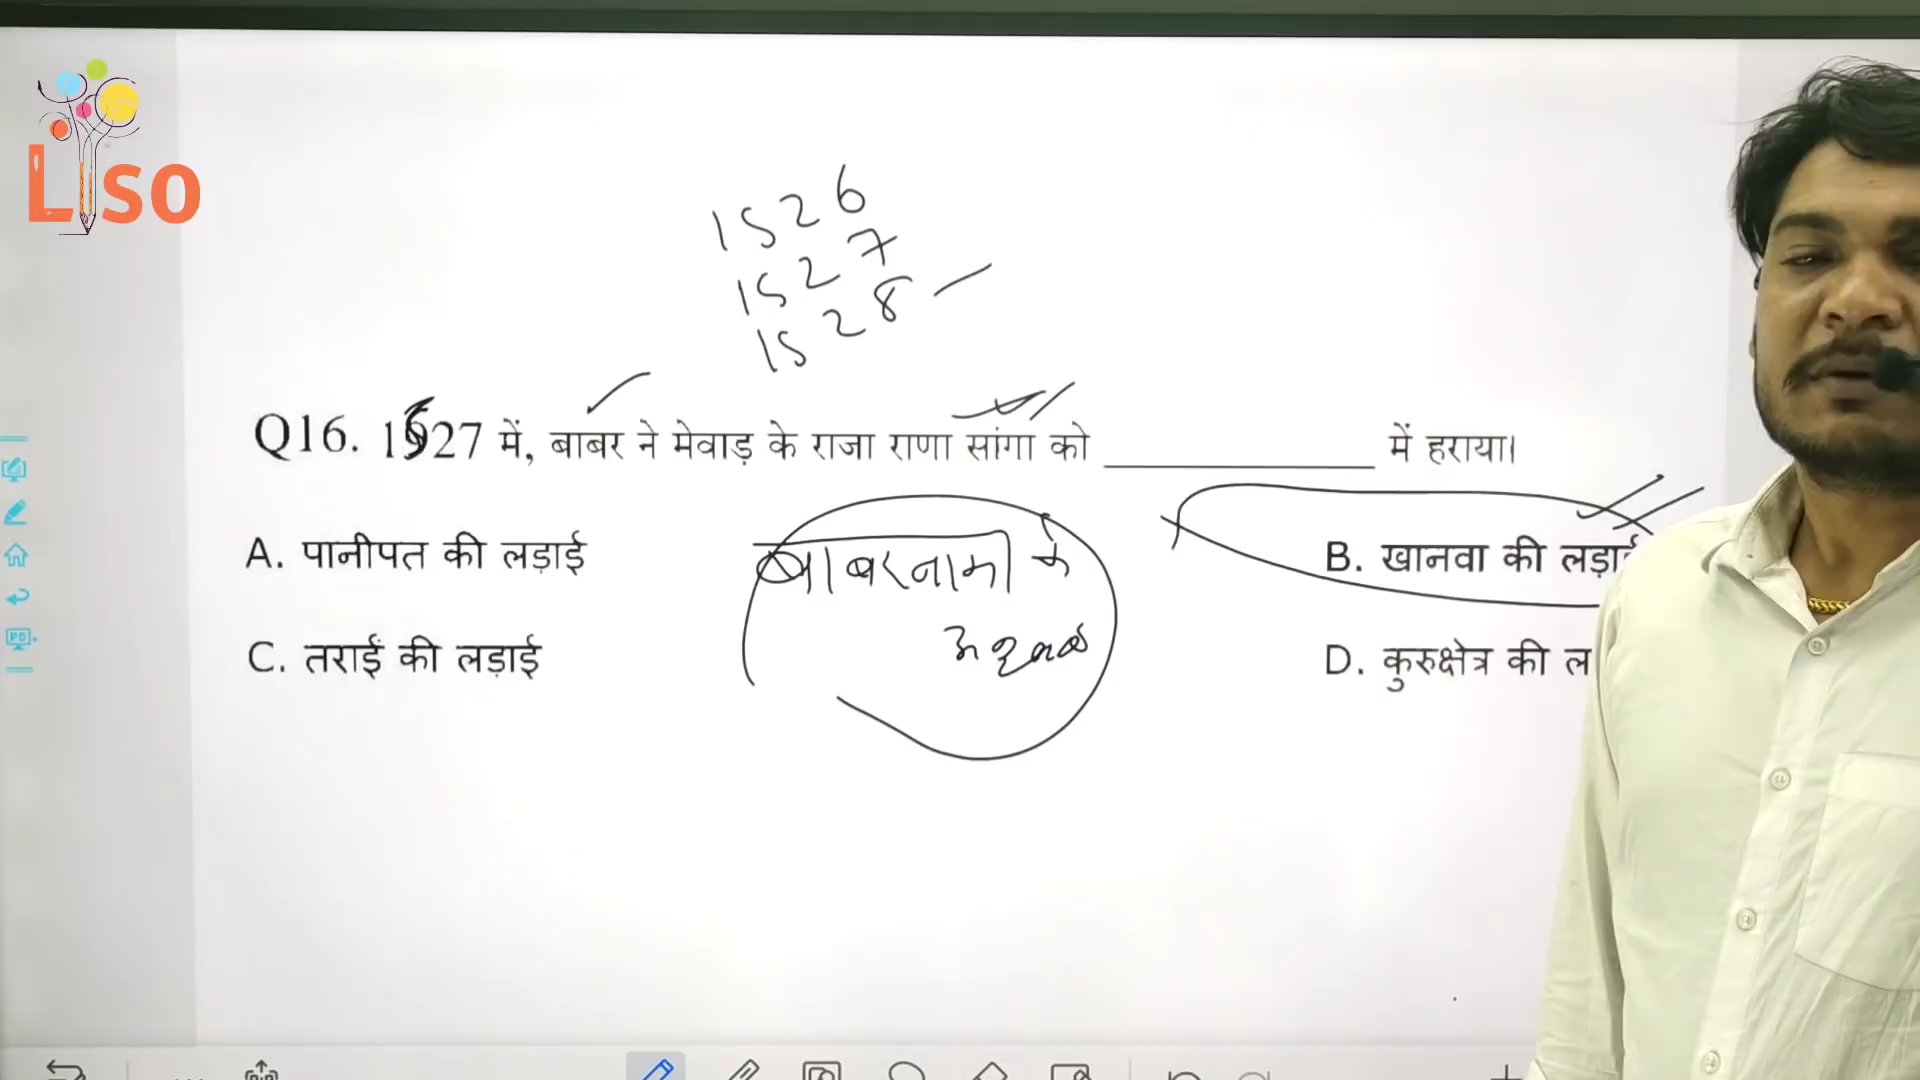 Liso
1526
1527
1528
Q16. 1527 में, बाबर ने मेवाड़ के राजा राणा सांगा को ____________ में हराया।
A. पानीपत की लड़ाई
बाबरनामा के
B. खानवा की लड़ाई
C. तराईं की लड़ाई
D. कुरुक्षेत्र की ल